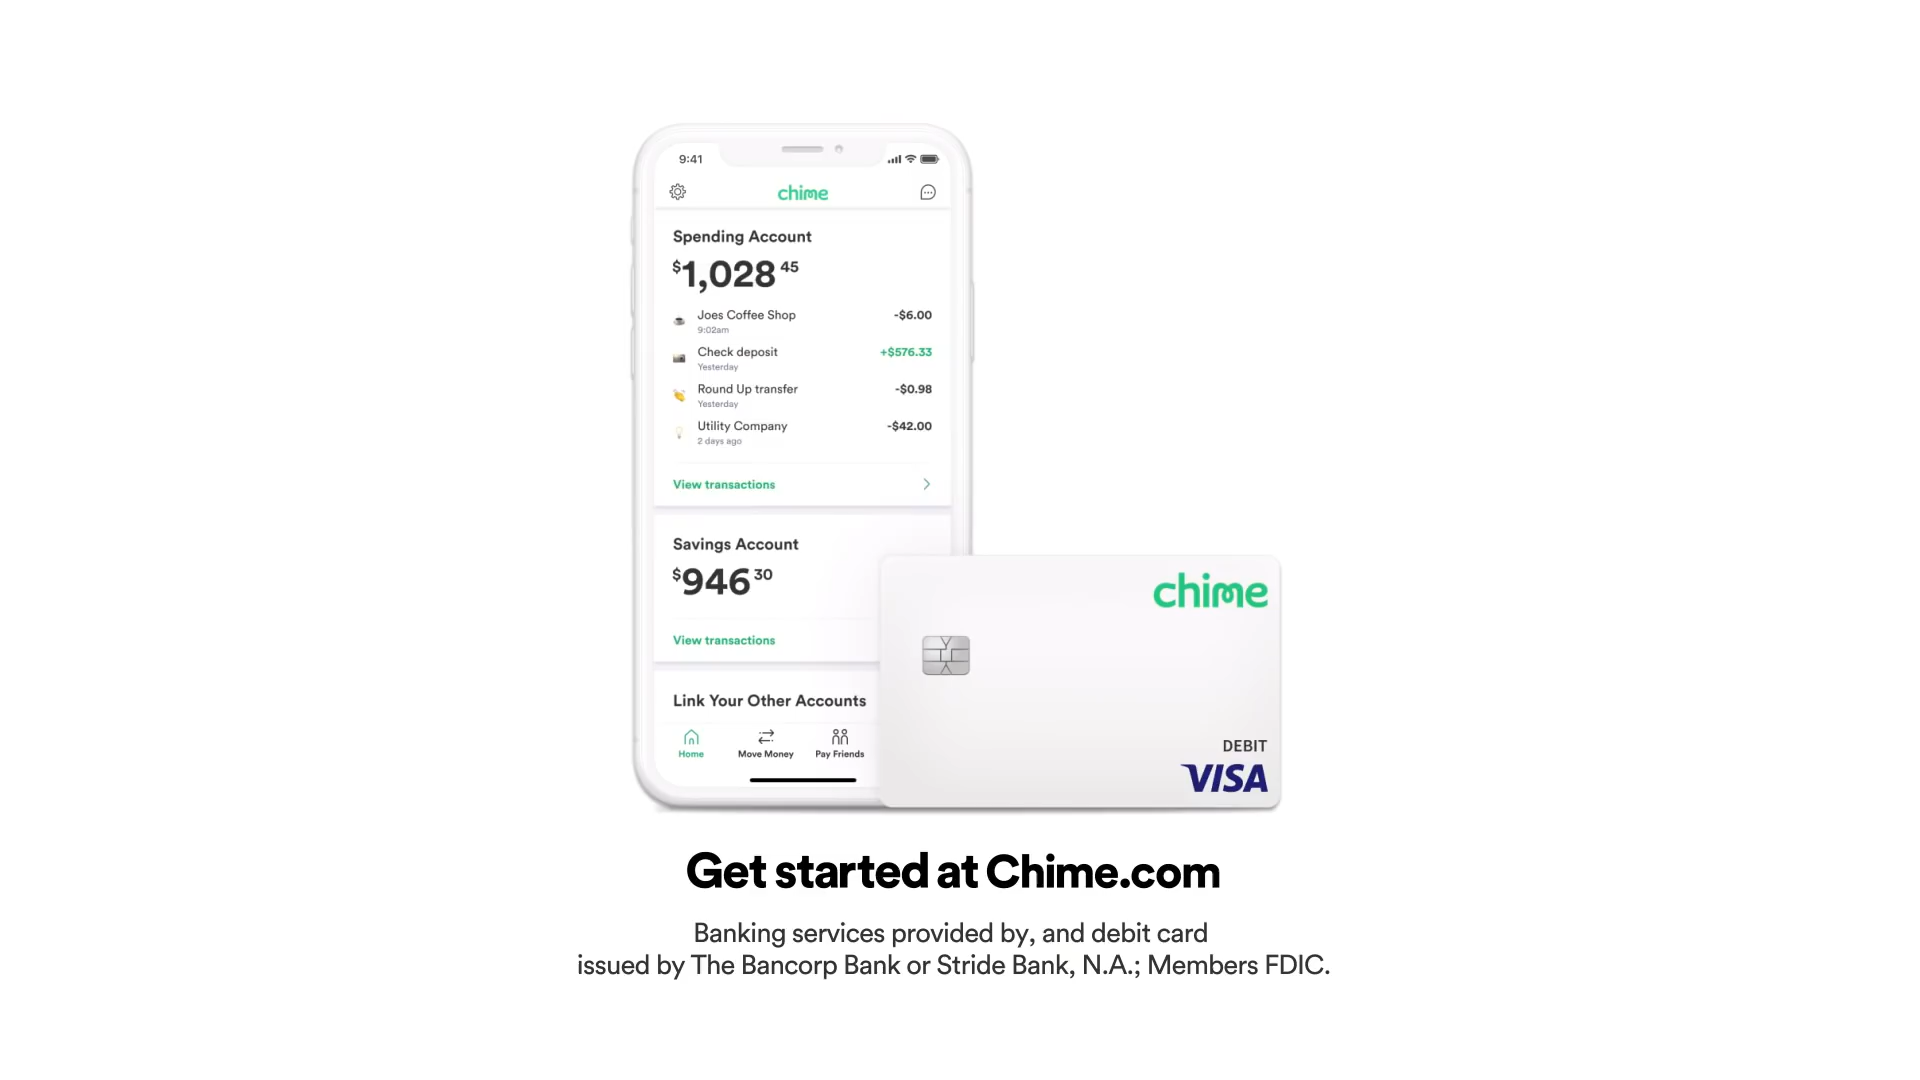 9:41
chime
Spending Account
$1,028 45
Joes Coffee Shop -$6.00
9:02am
Check deposit +$576.33
Yesterday
Round Up transfer -$0.98
Yesterday
Utility Company -$42.00
2 days ago
View transactions
Savings Account
$946 30
View transactions
Link Your Other Accounts
Home Move Money Pay Friends
chime
DEBIT
VISA
Get started at Chime.com
Banking services provided by, and debit card
issued by The Bancorp Bank or Stride Bank, N.A.; Members FDIC.